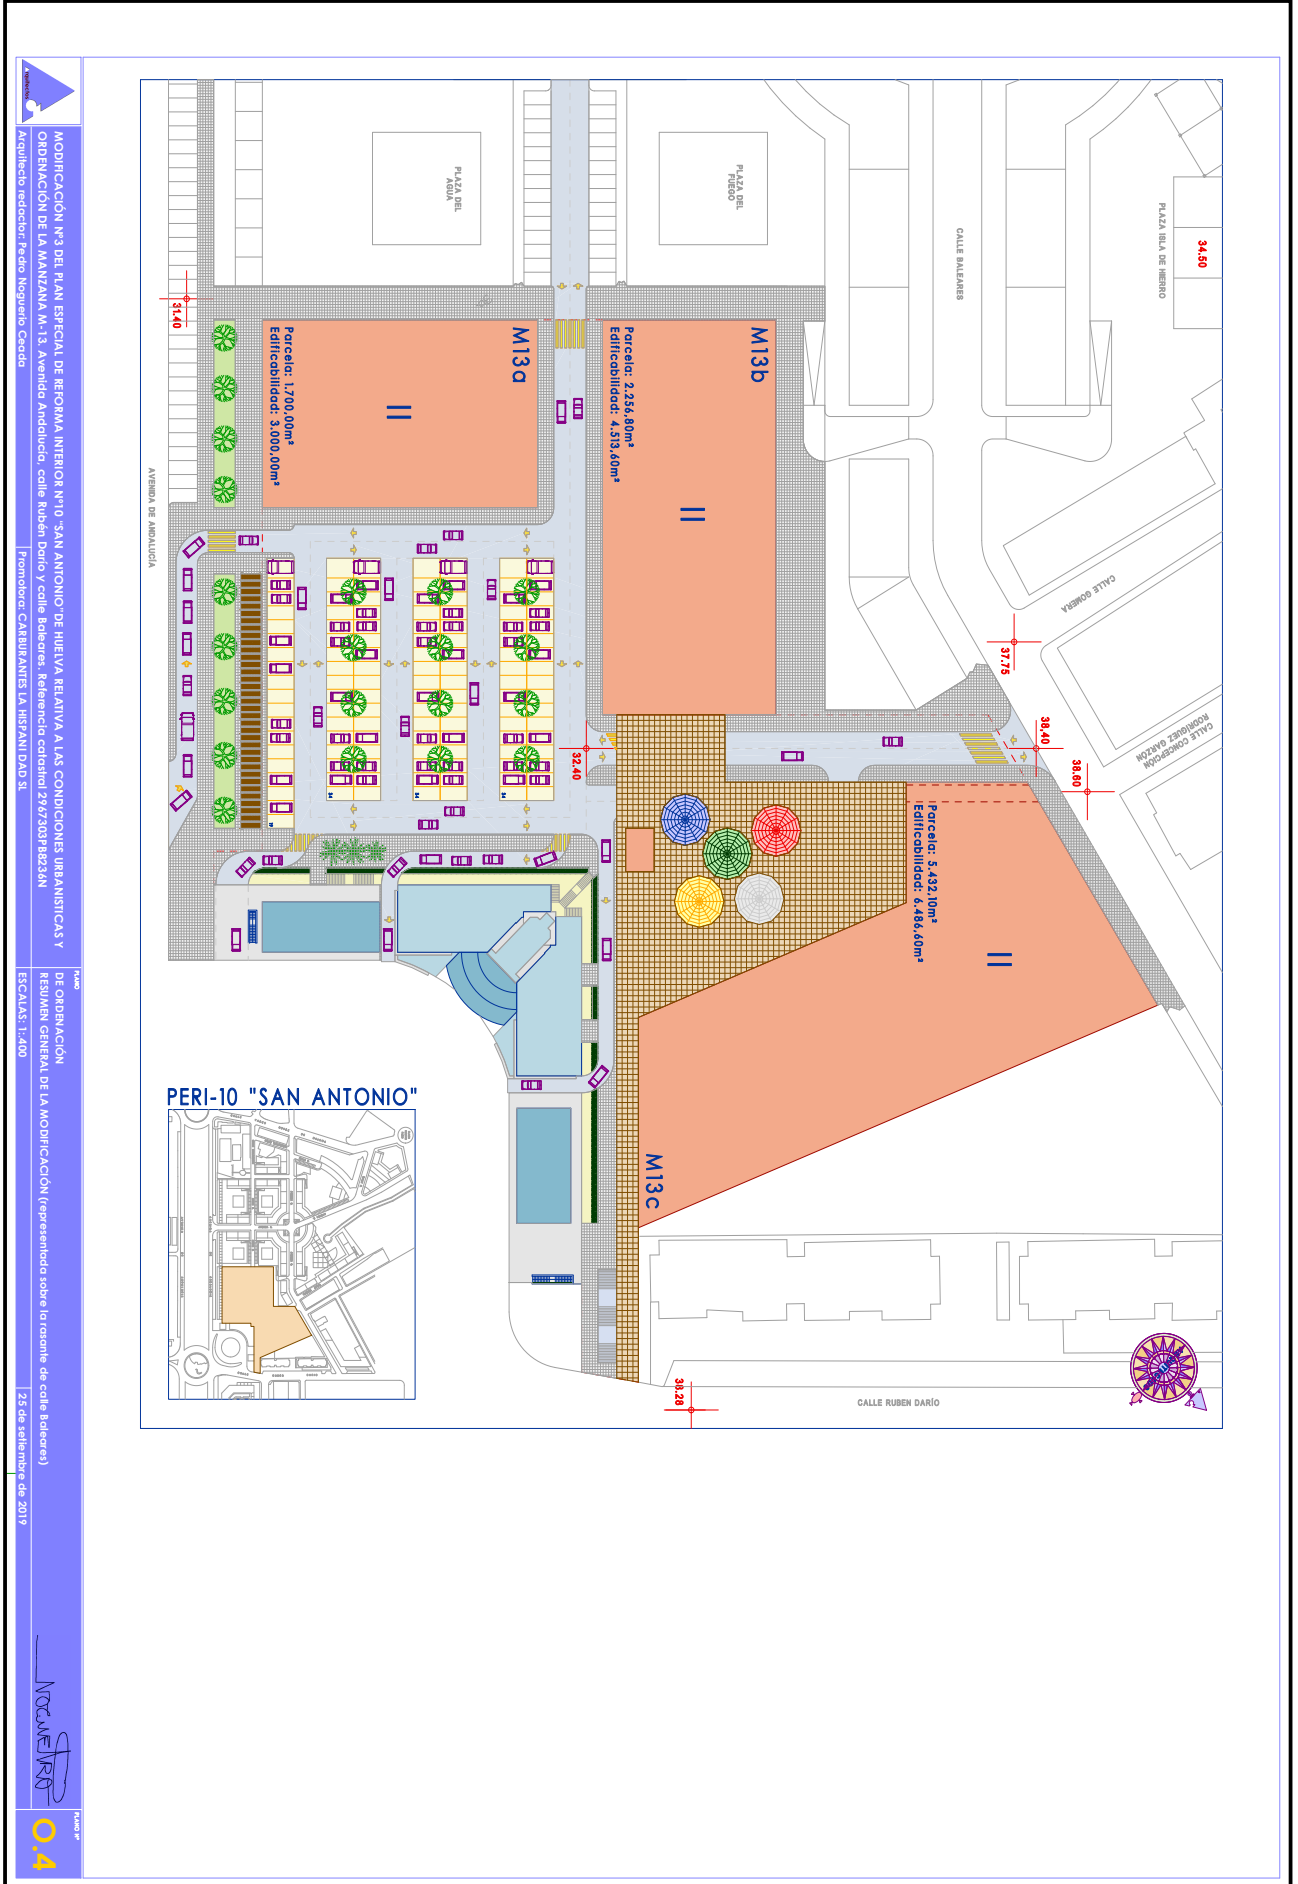 Arquitectos
MODIFICACIÓN Nº3 DEL PLAN ESPECIAL DE REFORMA INTERIOR Nº10 "SAN ANTONIO" DE HUELVA RELATIVA A LAS CONDICIONES URBANISTICAS Y
ORDENACIÓN DE LA MANZANA M-13. Avenida Andalucía, calle Rubén Darío y calle Baleares. Referencia catastral 2967303PB8236N
Arquitecto redactor: Pedro Noguerio Ceada
Promotora: CARBURANTES LA HISPANIDAD SL
PLANO
DE ORDENACIÓN
RESUMEN GENERAL DE LA MODIFICACIÓN (representada sobre la rasante de calle Baleares)
ESCALAS: 1:400
25 de setiembre de 2019
PLANO Nº
O.4
PLAZA ISLA DE HIERRO
34.50
CALLE BALEARES
PLAZA DEL
FUEGO
PLAZA DEL
AGUA
31.40
AVENIDA DE ANDALUCÍA
M13a
Parcela: 1.700,00m²
Edificabilidad: 3.000,00m²
II
M13b
Parcela: 2.256,80m²
Edificabilidad: 4.513,60m²
II
CALLE GOMERA
37.75
CALLE CONCEPCIÓN
RODRÍGUEZ GARZÓN
38,40
38.60
32.40
Parcela: 5.432,10m²
Edificabilidad: 6.486,60m²
II
M13c
CALLE RUBEN DARÍO
38.28
PERI-10 "SAN ANTONIO"